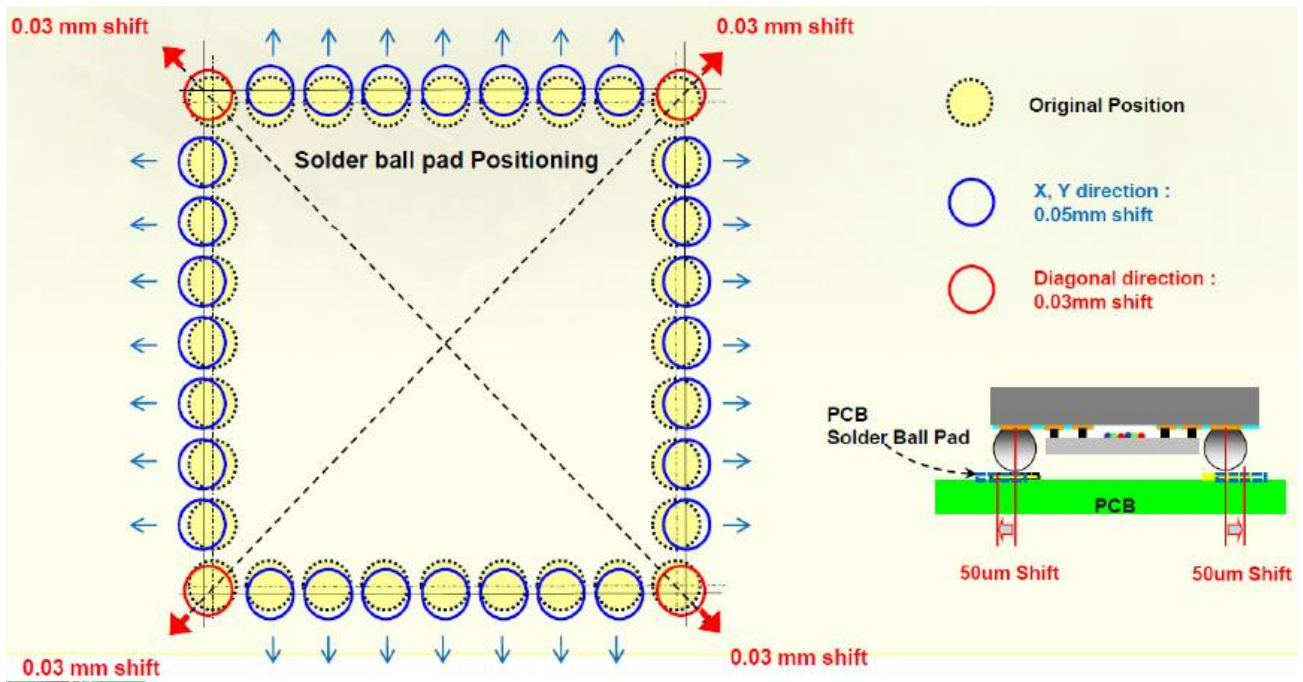 0.03 mm shift
0.03 mm shift
Solder ball pad Positioning
Original Position
X, Y direction :
0.05mm shift
Diagonal direction :
0.03mm shift
PCB
Solder Ball Pad
PCB
50um Shift
50um Shift
0.03 mm shift
0.03 mm shift